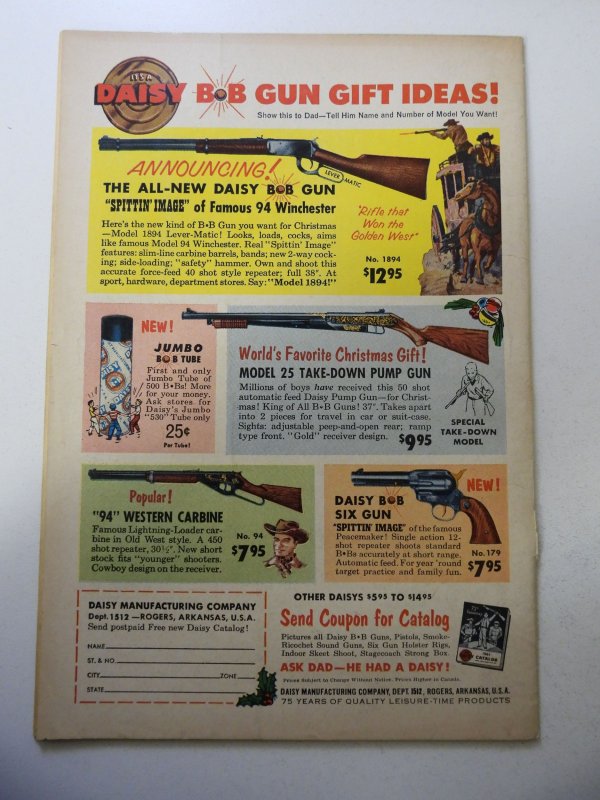 IT'S A
DAISY B•B GUN GIFT IDEAS!
Show this to Dad—Tell Him Name and Number of Model You Want!
ANNOUNCING!
LEVER MATIC
THE ALL-NEW DAISY B•B GUN
"SPITTIN' IMAGE" of Famous 94 Winchester
Here's the new kind of B•B Gun you want for Christmas
—Model 1894 Lever-Matic! Looks, loads, cocks, aims
like famous Model 94 Winchester. Real "Spittin' Image"
features: slim-line carbine barrels, bands; new 2-way cock-
ing; side-loading; "safety" hammer. Own and shoot this
accurate force-feed 40 shot style repeater; full 38". At
sport, hardware, department stores. Say: "Model 1894!"
"Rifle that
Won the
Golden West"
No. 1894
$12.95
NEW!
JUMBO
B•B TUBE
First and only
Jumbo Tube of
500 B•Bs! More
for your money.
Ask stores for
Daisy's Jumbo
"530" Tube only
25¢
Per Tube!
World's Favorite Christmas Gift!
MODEL 25 TAKE-DOWN PUMP GUN
Millions of boys have received this 50 shot
automatic feed Daisy Pump Gun—for Christ-
mas! King of All B•B Guns! 37". Takes apart
into 2 pieces for travel in car or suit-case.
Sights: adjustable peep-and-open rear; ramp
type front. "Gold" receiver design.
$9.95
SPECIAL
TAKE-DOWN
MODEL
Popular!
"94" WESTERN CARBINE
Famous Lightning-Loader car-
bine in Old West style. A 450
shot repeater, 30½". New short
stock fits "younger" shooters.
Cowboy design on the receiver.
No. 94
$7.95
NEW!
DAISY B•B
SIX GUN
"SPITTIN' IMAGE" of the famous
Peacemaker! Single action 12-
shot repeater shoots standard
B•Bs accurately at short range.
Automatic feed. For year 'round
target practice and family fun.
No. 179
$7.95
DAISY MANUFACTURING COMPANY
Dept. 1512 — ROGERS, ARKANSAS, U.S.A.
Send postpaid Free new Daisy Catalog!
NAME
ST. & NO.
CITY ZONE
STATE
OTHER DAISYS $5.95 TO $14.95
Send Coupon for Catalog
Pictures all Daisy B•B Guns, Pistols, Smoke-
Ricochet Sound Guns, Six Gun Holster Rigs,
Indoor Skeet Shoot, Stagecoach Strong Box.
CATALOG
ASK DAD—HE HAD A DAISY!
Prices Subject to Change Without Notice. Prices Higher in Canada.
DAISY MANUFACTURING COMPANY, DEPT. 1512, ROGERS, ARKANSAS, U.S.A.
75 YEARS OF QUALITY LEISURE-TIME PRODUCTS